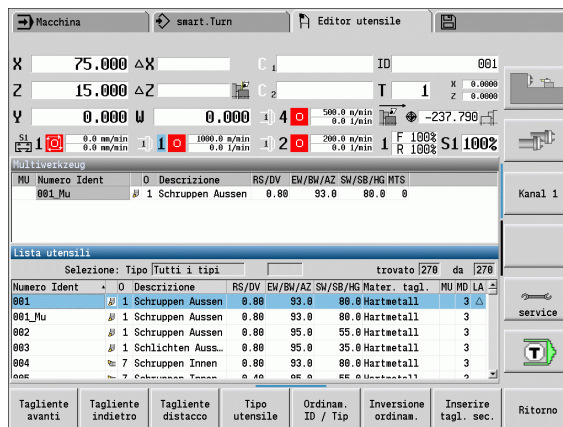 Macchina
smart.Turn
Editor utensile
X 75.000 ΔX C 1 ID 001
Z 15.000 ΔZ C 2 T 1 X 0.0000 Z 0.0000
Y 0.000 W 0.000 4 500.0 m/min 0.0 1/min -237.790
S1 1 0.0 mm/min 0.0 mm/min 1 1000.0 m/min 0.0 1/min 2 200.0 m/min 0.0 1/min 1 F 100% R 100% S1 100%
Multiwerkzeug
MU Numero Ident O Descrizione RS/DV EW/BW/AZ SW/SB/HG MTS
001_Mu 1 Schruppen Aussen 0.80 93.0 80.0 0
Kanal 1
Lista utensili
Selezione: Tipo Tutti i tipi trovato 270 da 270
Numero Ident O Descrizione RS/DV EW/BW/AZ SW/SB/HG Mater. tagl. MU MD LA
001 1 Schruppen Aussen 0.80 93.0 80.0 Hartmetall 3
001_Mu 1 Schruppen Aussen 0.80 93.0 80.0 Hartmetall 3
002 1 Schruppen Aussen 0.80 95.0 55.0 Hartmetall 3
003 1 Schlichten Auss… 0.80 95.0 35.0 Hartmetall 3
004 7 Schruppen Innen 0.80 93.0 80.0 Hartmetall 3
service
T
Tagliente avanti
Tagliente indietro
Tagliente distacco
Tipo utensile
Ordinam. ID / Tip
Inversione ordinam.
Inserire tagl. sec.
Ritorno